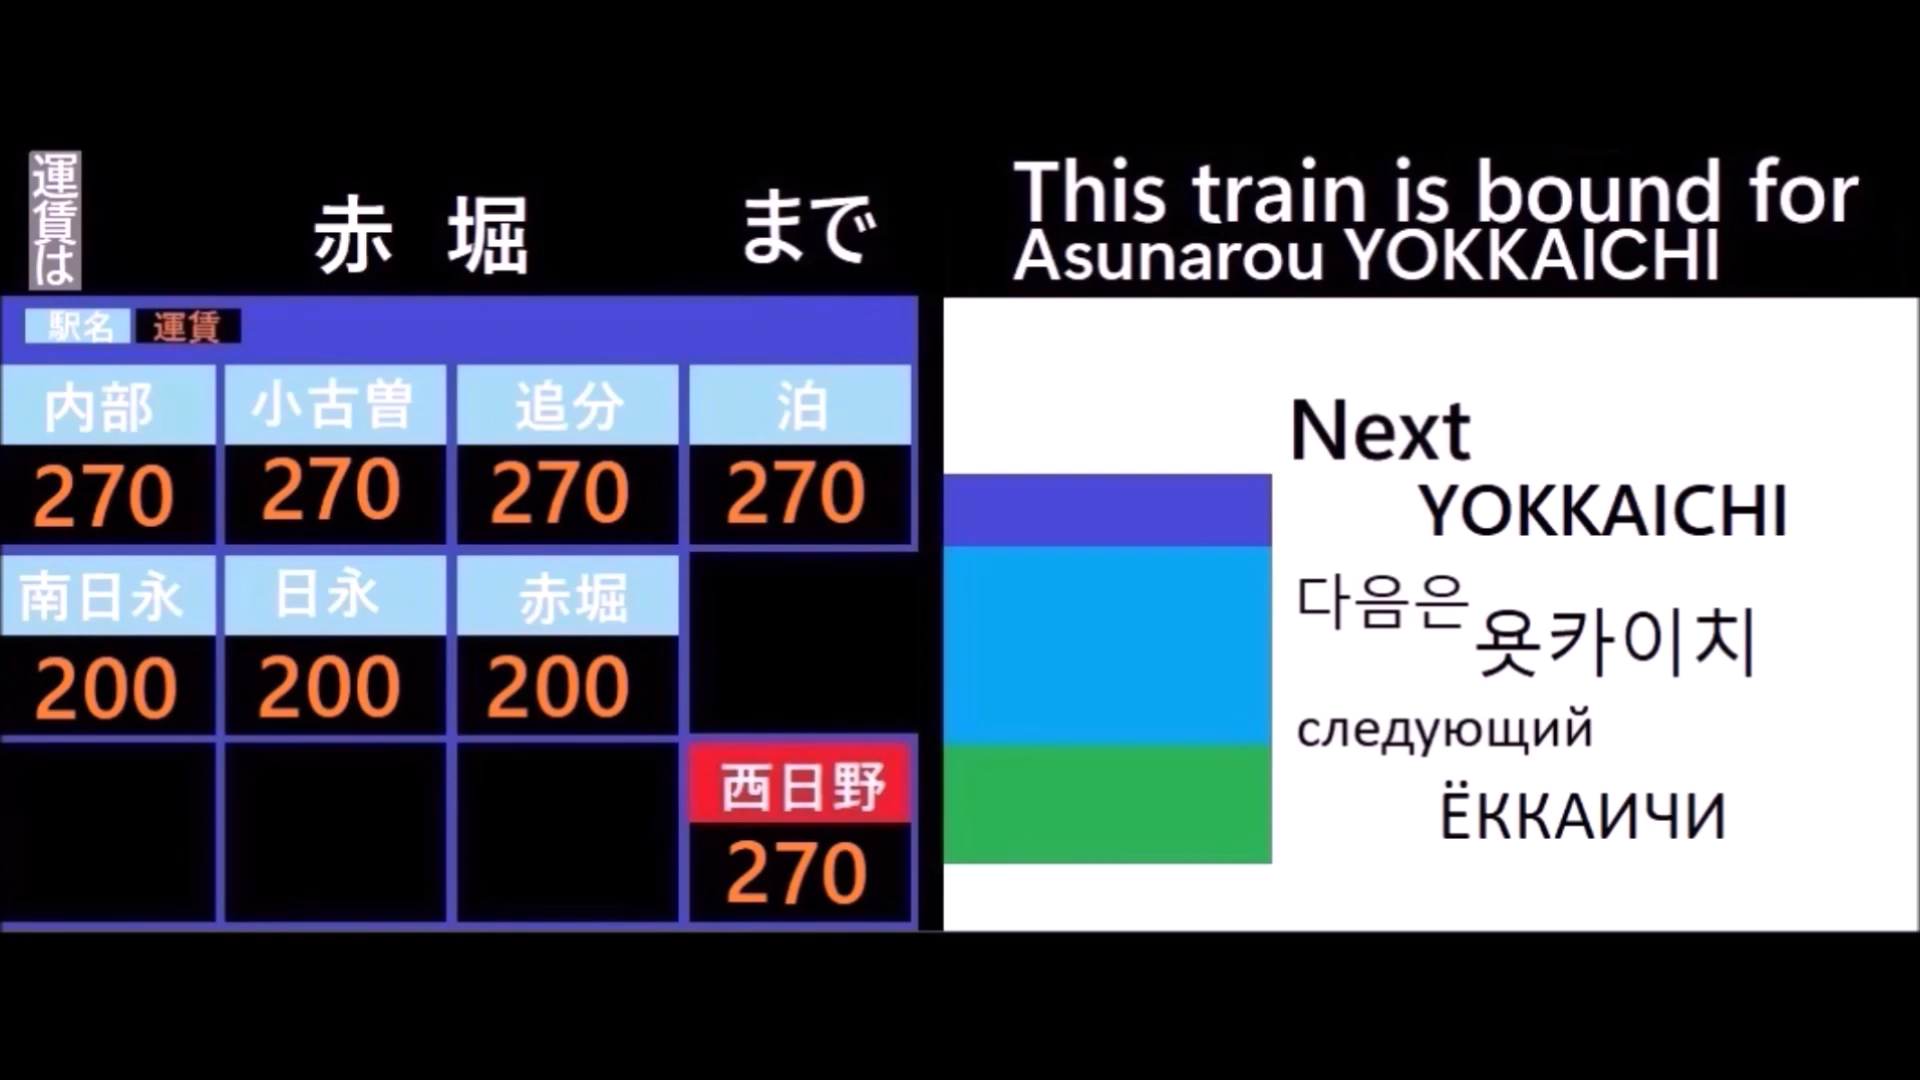 運賃は
赤堀 まで
駅名 運賃
内部 小古曽 追分 泊
270 270 270 270
南日永 日永 赤堀
200 200 200
西日野
270
This train is bound for
Asunarou YOKKAICHI
Next
YOKKAICHI
다음은
욧카이치
следующий
ЁККАИЧИ